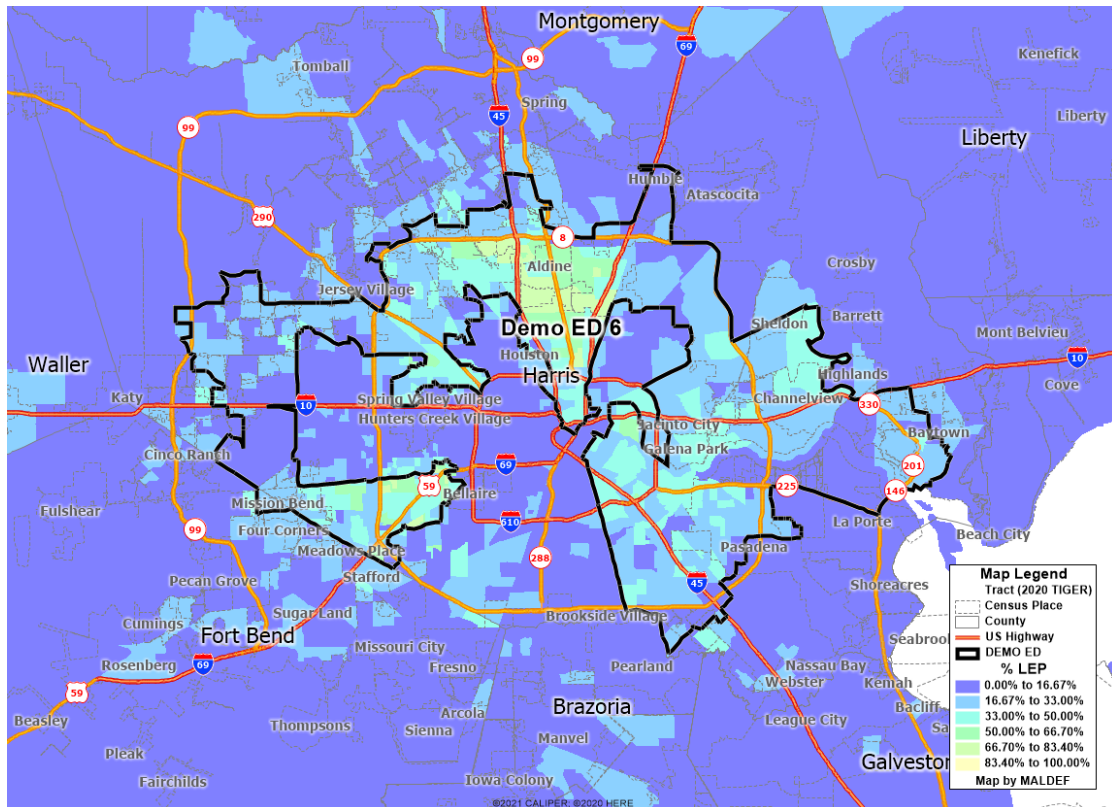 Montgomery
69
99
Tomball
Kenefick
Spring
45
99
Liberty
Liberty
Humble
Atascocita
290
8
Aldine
Crosby
Jersey Village
Barrett
Sheldon
Demo ED 6
Mont Belvieu
Houston
10
Waller
Harris
Highlands
Cove
Katy
Spring Valley Village
Channelview
10
330
Hunters Creek Village
Jacinto City
Baytown
Galena Park
Cinco Ranch
69
201
59
Bellaire
225
146
Mission Bend
Fulshear
610
La Porte
Four Corners
99
Beach City
Meadows Place
288
Pasadena
Stafford
Pecan Grove
45
Shoreacres
Sugar Land
Brookside Village
Cumings
Fort Bend
Seabrook
Missouri City
Rosenberg
69
Fresno
Pearland
Nassau Bay
Webster
Kemah
59
Arcola
Brazoria
Bacliff
Beasley
Thompsons
Sienna
League City
Sa
Manvel
Pleak
Galveston
Fairchilds
Iowa Colony
Map Legend
Tract (2020 TIGER)
Census Place
County
US Highway
DEMO ED
% LEP
0.00% to 16.67%
16.67% to 33.00%
33.00% to 50.00%
50.00% to 66.70%
66.70% to 83.40%
83.40% to 100.00%
Map by MALDEF
©2021 CALIPER; ©2020 HERE